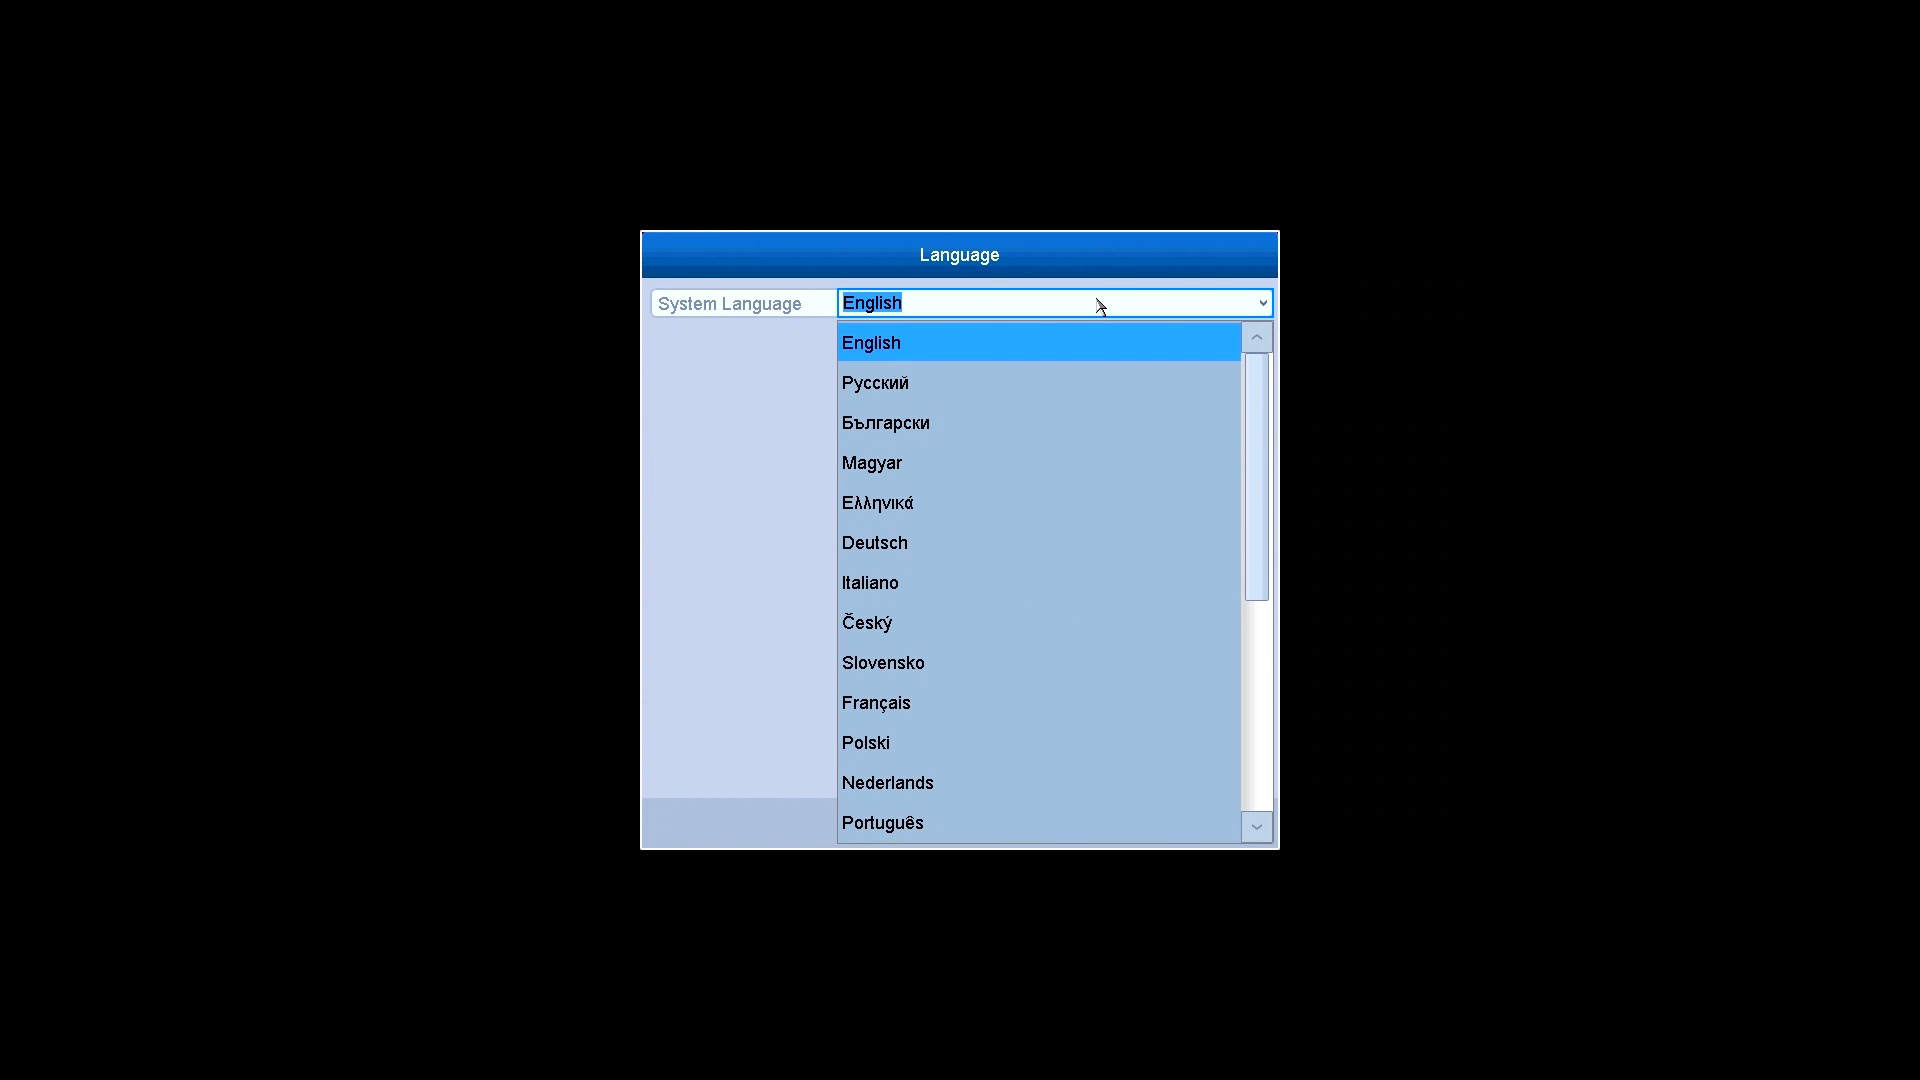 Language
System Language
English
English
Русский
Български
Magyar
Ελληνικά
Deutsch
Italiano
Český
Slovensko
Français
Polski
Nederlands
Português